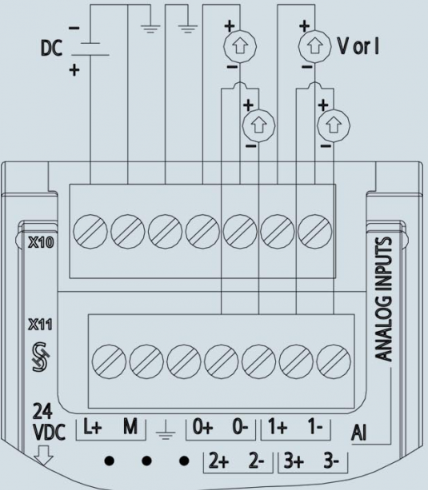 -
DC
+
+
-
+
-
+
-
+
-
V or I
X10
X11
ANALOG INPUTS
24
VDC
L+ M 0+ 0- 1+ 1- AI
2+ 2- 3+ 3-